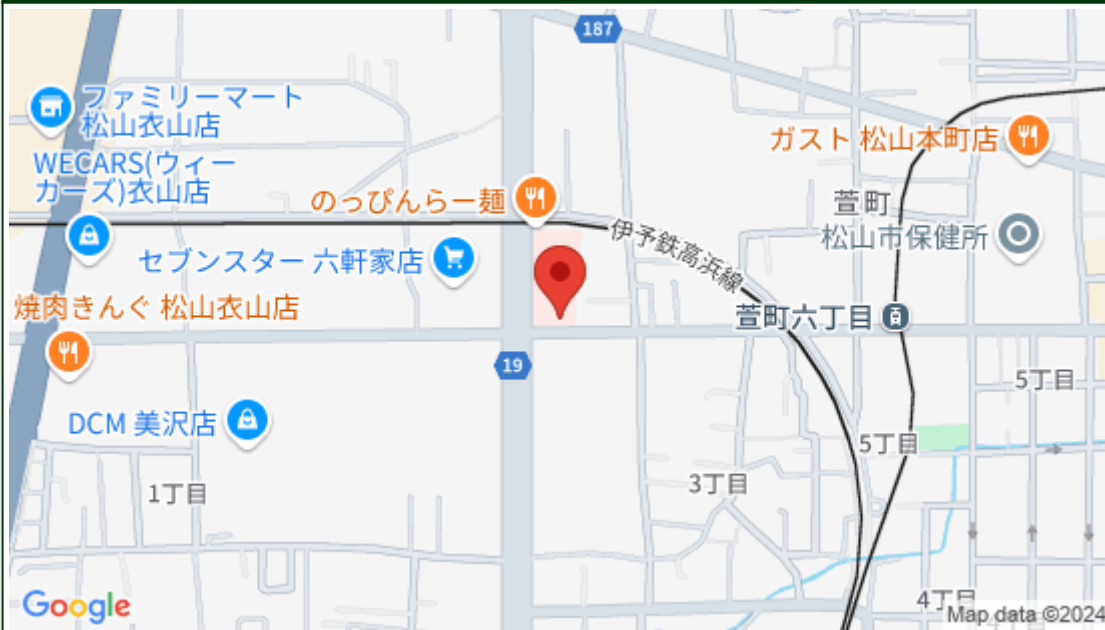 187
ファミリーマート
松山衣山店
ガスト 松山本町店
WECARS(ウィー
カーズ)衣山店
のっぴんらー麺
萱町
伊予鉄高浜線
松山市保健所
セブンスター 六軒家店
焼肉きんぐ 松山衣山店
萱町六丁目
19
5丁目
DCM 美沢店
5丁目
3丁目
1丁目
4丁目
Google
Map data ©2024